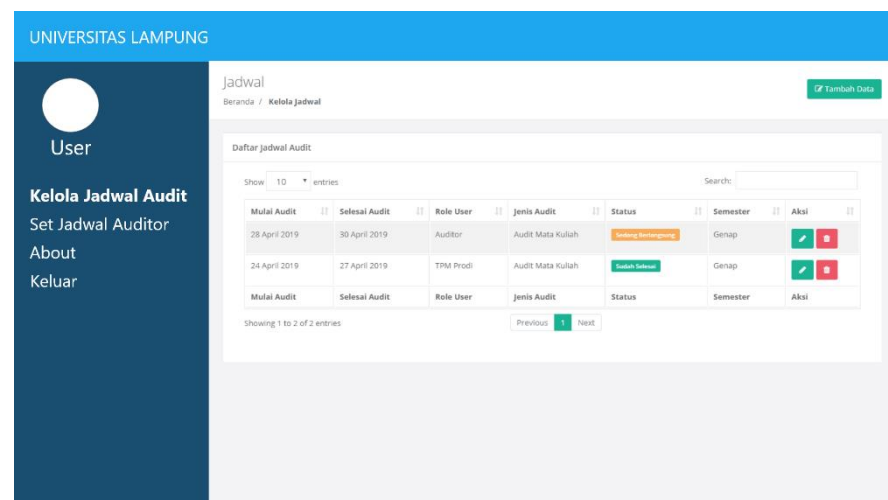 UNIVERSITAS LAMPUNG
User
Kelola Jadwal Audit
Set Jadwal Auditor
About
Keluar
Jadwal
Beranda / Kelola Jadwal
Tambah Data
Daftar Jadwal Audit
Show 10 entries
Search:
Mulai Audit Selesai Audit Role User Jenis Audit Status Semester Aksi
28 April 2019 30 April 2019 Auditor Audit Mata Kuliah Sedang Berlangsung Genap
24 April 2019 27 April 2019 TPM Prodi Audit Mata Kuliah Sudah Selesai Genap
Mulai Audit Selesai Audit Role User Jenis Audit Status Semester Aksi
Showing 1 to 2 of 2 entries
Previous 1 Next